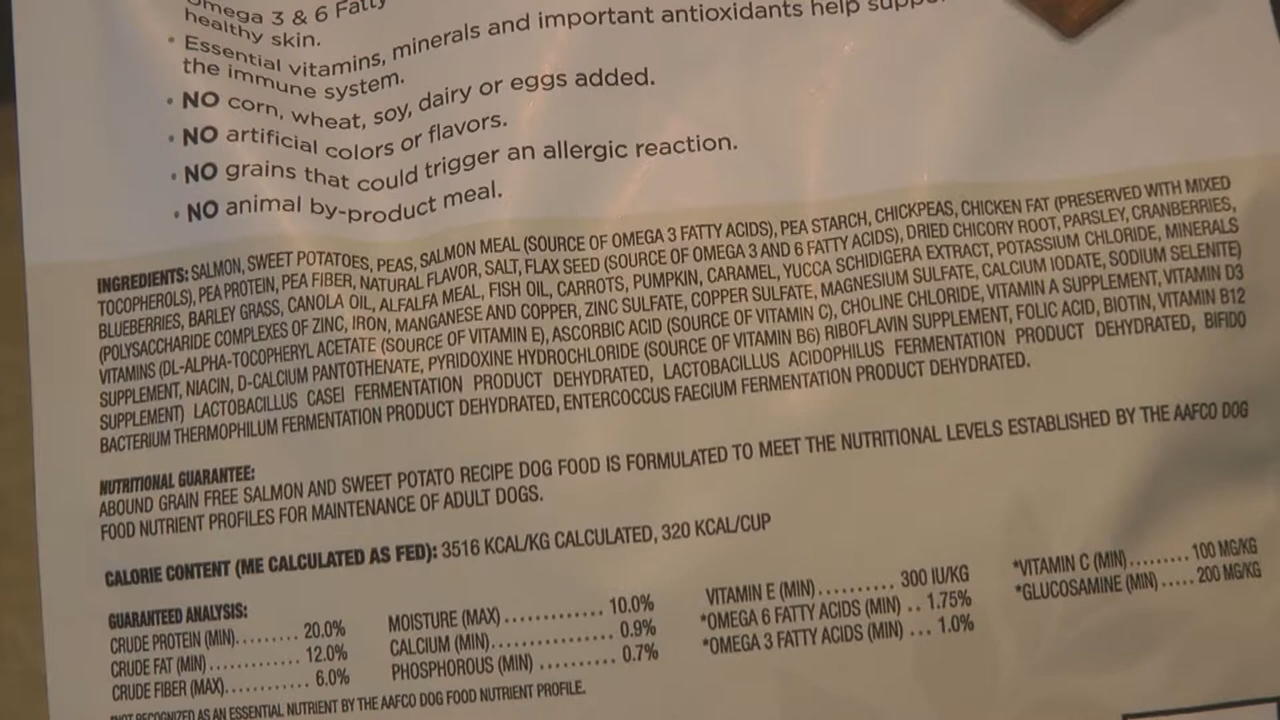 Omega 3 & 6 Fatty
healthy skin.
• Essential vitamins, minerals and important antioxidants help
the immune system.
• NO corn, wheat, soy, dairy or eggs added.
• NO artificial colors or flavors.
• NO grains that could trigger an allergic reaction.
• NO animal by-product meal.
INGREDIENTS: SALMON, SWEET POTATOES, PEAS, SALMON MEAL (SOURCE OF OMEGA 3 FATTY ACIDS), PEA STARCH, CHICKPEAS, CHICKEN FAT (PRESERVED WITH MIXED
TOCOPHEROLS), PEA PROTEIN, PEA FIBER, NATURAL FLAVOR, SALT, FLAX SEED (SOURCE OF OMEGA 3 AND 6 FATTY ACIDS), DRIED CHICORY ROOT, PARSLEY, CRANBERRIES,
BLUEBERRIES, BARLEY GRASS, CANOLA OIL, ALFALFA MEAL, FISH OIL, CARROTS, PUMPKIN, CARAMEL, YUCCA SCHIDIGERA EXTRACT, POTASSIUM CHLORIDE, MINERALS
(POLYSACCHARIDE COMPLEXES OF ZINC, IRON, MANGANESE AND COPPER, ZINC SULFATE, COPPER SULFATE, MAGNESIUM SULFATE, CALCIUM IODATE, SODIUM SELENITE)
VITAMINS (DL-ALPHA-TOCOPHERYL ACETATE (SOURCE OF VITAMIN E), ASCORBIC ACID (SOURCE OF VITAMIN C), CHOLINE CHLORIDE, VITAMIN A SUPPLEMENT, VITAMIN D3
SUPPLEMENT, NIACIN, D-CALCIUM PANTOTHENATE, PYRIDOXINE HYDROCHLORIDE (SOURCE OF VITAMIN B6) RIBOFLAVIN SUPPLEMENT, FOLIC ACID, BIOTIN, VITAMIN B12
SUPPLEMENT) LACTOBACILLUS CASEI FERMENTATION PRODUCT DEHYDRATED, LACTOBACILLUS ACIDOPHILUS FERMENTATION PRODUCT DEHYDRATED, BIFIDO
BACTERIUM THERMOPHILUM FERMENTATION PRODUCT DEHYDRATED, ENTERCOCCUS FAECIUM FERMENTATION PRODUCT DEHYDRATED.
NUTRITIONAL GUARANTEE:
ABOUND GRAIN FREE SALMON AND SWEET POTATO RECIPE DOG FOOD IS FORMULATED TO MEET THE NUTRITIONAL LEVELS ESTABLISHED BY THE AAFCO DOG
FOOD NUTRIENT PROFILES FOR MAINTENANCE OF ADULT DOGS.
CALORIE CONTENT (ME CALCULATED AS FED): 3516 KCAL/KG CALCULATED, 320 KCAL/CUP
GUARANTEED ANALYSIS:
CRUDE PROTEIN (MIN)......... 20.0%
CRUDE FAT (MIN)............. 12.0%
CRUDE FIBER (MAX)............ 6.0%
MOISTURE (MAX)............ 10.0%
CALCIUM (MIN)............... 0.9%
PHOSPHOROUS (MIN) .......... 0.7%
VITAMIN E (MIN).......... 300 IU/KG
*OMEGA 6 FATTY ACIDS (MIN) .. 1.75%
*OMEGA 3 FATTY ACIDS (MIN) ... 1.0%
*VITAMIN C (MIN)......... 100 MG/KG
*GLUCOSAMINE (MIN)..... 200 MG/KG
*NOT RECOGNIZED AS AN ESSENTIAL NUTRIENT BY THE AAFCO DOG FOOD NUTRIENT PROFILE.